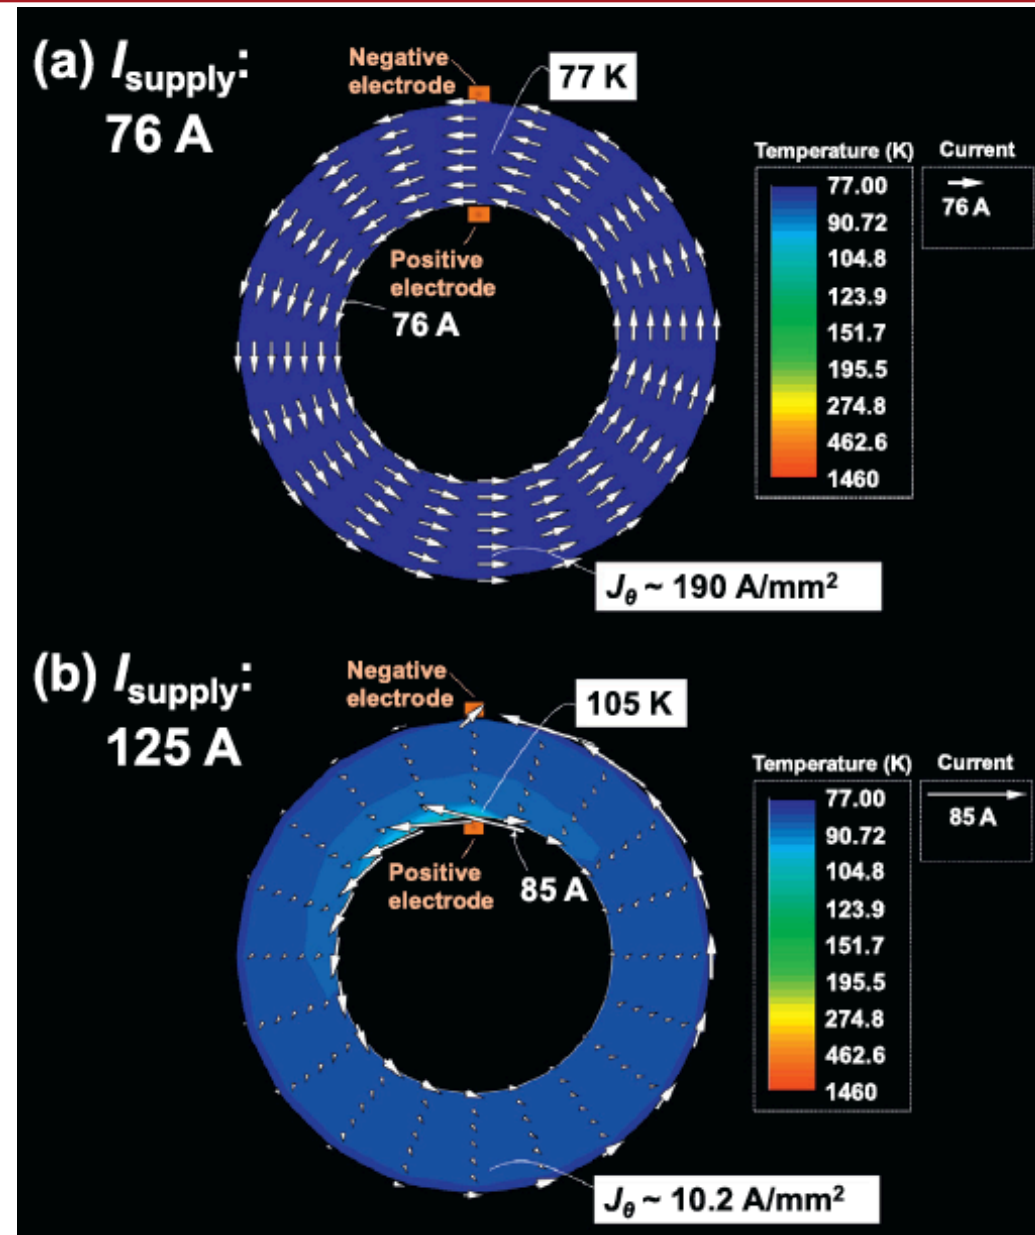 (a) Isupply:
76 A
Negative
electrode
77 K
Positive
electrode
76 A
Jθ ~ 190 A/mm²
Temperature (K)
77.00
90.72
104.8
123.9
151.7
195.5
274.8
462.6
1460
Current
76 A
(b) Isupply:
125 A
Negative
electrode
105 K
Positive
electrode
85 A
Jθ ~ 10.2 A/mm²
Temperature (K)
77.00
90.72
104.8
123.9
151.7
195.5
274.8
462.6
1460
Current
85 A